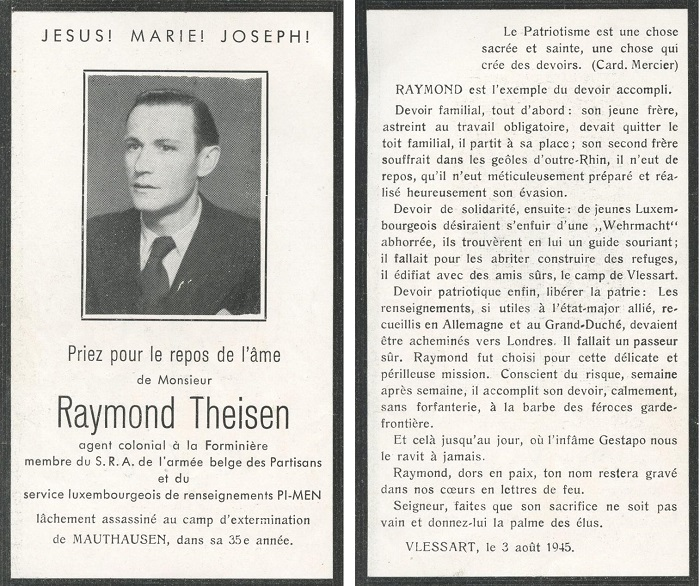 JESUS! MARIE! JOSEPH!
Priez pour le repos de l'âme
de Monsieur
Raymond Theisen
agent colonial à la Forminière
membre du S.R.A. de l'armée belge des Partisans
et du
service luxembourgeois de renseignements PI-MEN
lâchement assassiné au camp d'extermination
de MAUTHAUSEN, dans sa 35e année.
Le Patriotisme est une chose
sacrée et sainte, une chose qui
crée des devoirs. (Card. Mercier)
RAYMOND est l'exemple du devoir accompli.
Devoir familial, tout d'abord: son jeune frère,
astreint au travail obligatoire, devait quitter le
toit familial, il partit à sa place; son second frère
souffrait dans les geôles d'outre-Rhin, il n'eut de
repos, qu'il n'eut méticuleusement préparé et réa-
lisé heureusement son évasion.
Devoir de solidarité, ensuite: de jeunes Luxem-
bourgeois désiraient s'enfuir d'une „Wehrmacht“
abhorrée, ils trouvèrent en lui un guide souriant;
il fallait pour les abriter construire des refuges,
il édifiat avec des amis sûrs, le camp de Vlessart.
Devoir patriotique enfin, libérer la patrie: Les
renseignements, si utiles à l'état-major allié, re-
cueillis en Allemagne et au Grand-Duché, devaient
être acheminés vers Londres. Il fallait un passeur
sûr. Raymond fut choisi pour cette délicate et
périlleuse mission. Conscient du risque, semaine
après semaine, il accomplit son devoir, calmement,
sans forfanterie, à la barbe des féroces garde-
frontière.
Et celà jusqu'au jour, où l'infâme Gestapo nous
le ravit à jamais.
Raymond, dors en paix, ton nom restera gravé
dans nos cœurs en lettres de feu.
Seigneur, faites que son sacrifice ne soit pas
vain et donnez-lui la palme des élus.
VLESSART, le 3 août 1945.